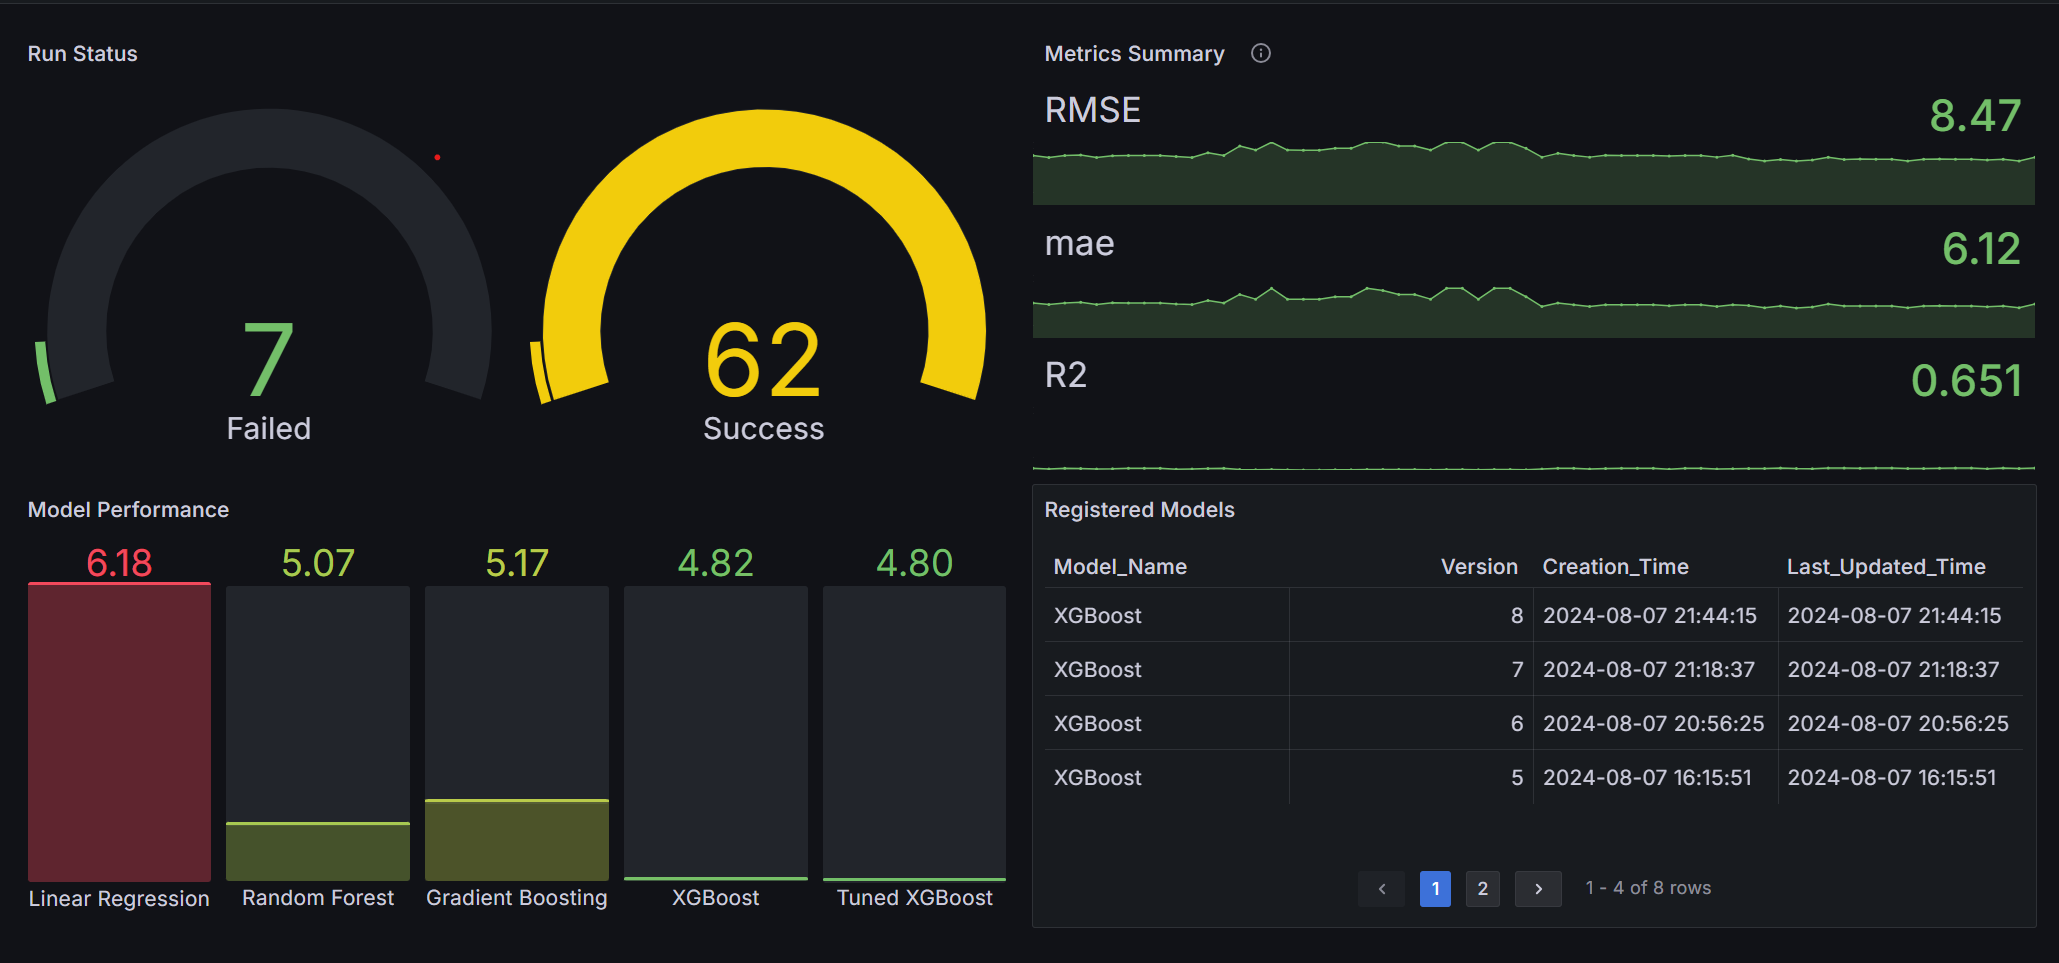 Run Status
7
Failed
62
Success
Metrics Summary
RMSE
8.47
mae
6.12
R2
0.651
Model Performance
6.18
5.07
5.17
4.82
4.80
Linear Regression
Random Forest
Gradient Boosting
XGBoost
Tuned XGBoost
Registered Models
Model_Name Version Creation_Time Last_Updated_Time
XGBoost 8 2024-08-07 21:44:15 2024-08-07 21:44:15
XGBoost 7 2024-08-07 21:18:37 2024-08-07 21:18:37
XGBoost 6 2024-08-07 20:56:25 2024-08-07 20:56:25
XGBoost 5 2024-08-07 16:15:51 2024-08-07 16:15:51
1 2 1 - 4 of 8 rows